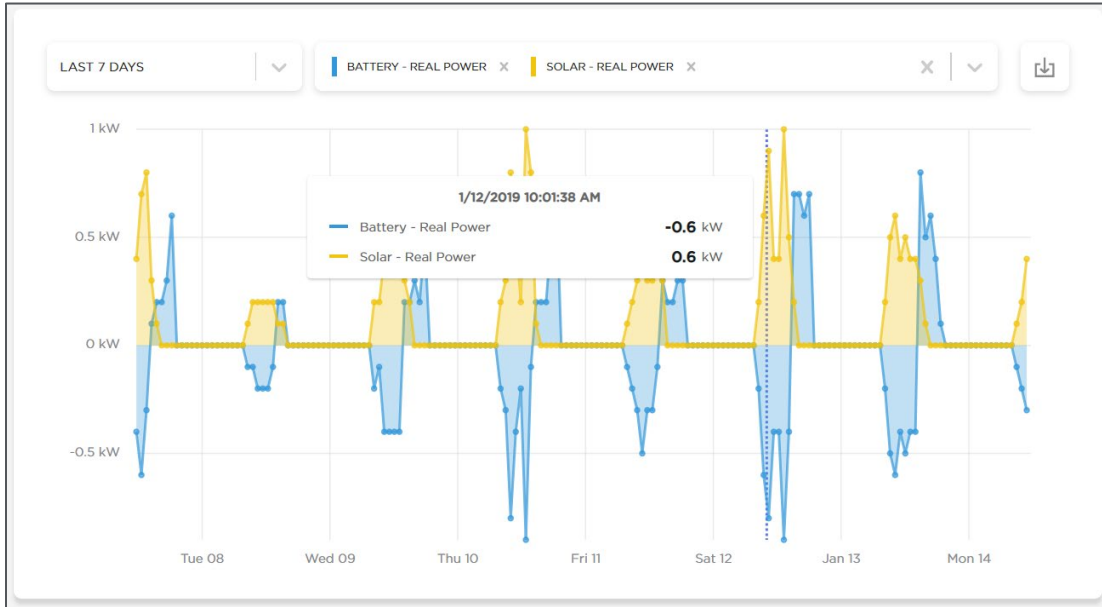 LAST 7 DAYS
BATTERY - REAL POWER X SOLAR - REAL POWER X
1 kW
1/12/2019 10:01:38 AM
Battery - Real Power -0.6 kW
0.5 kW
Solar - Real Power 0.6 kW
0 kW
-0.5 kW
Tue 08 Wed 09 Thu 10 Fri 11 Sat 12 Jan 13 Mon 14